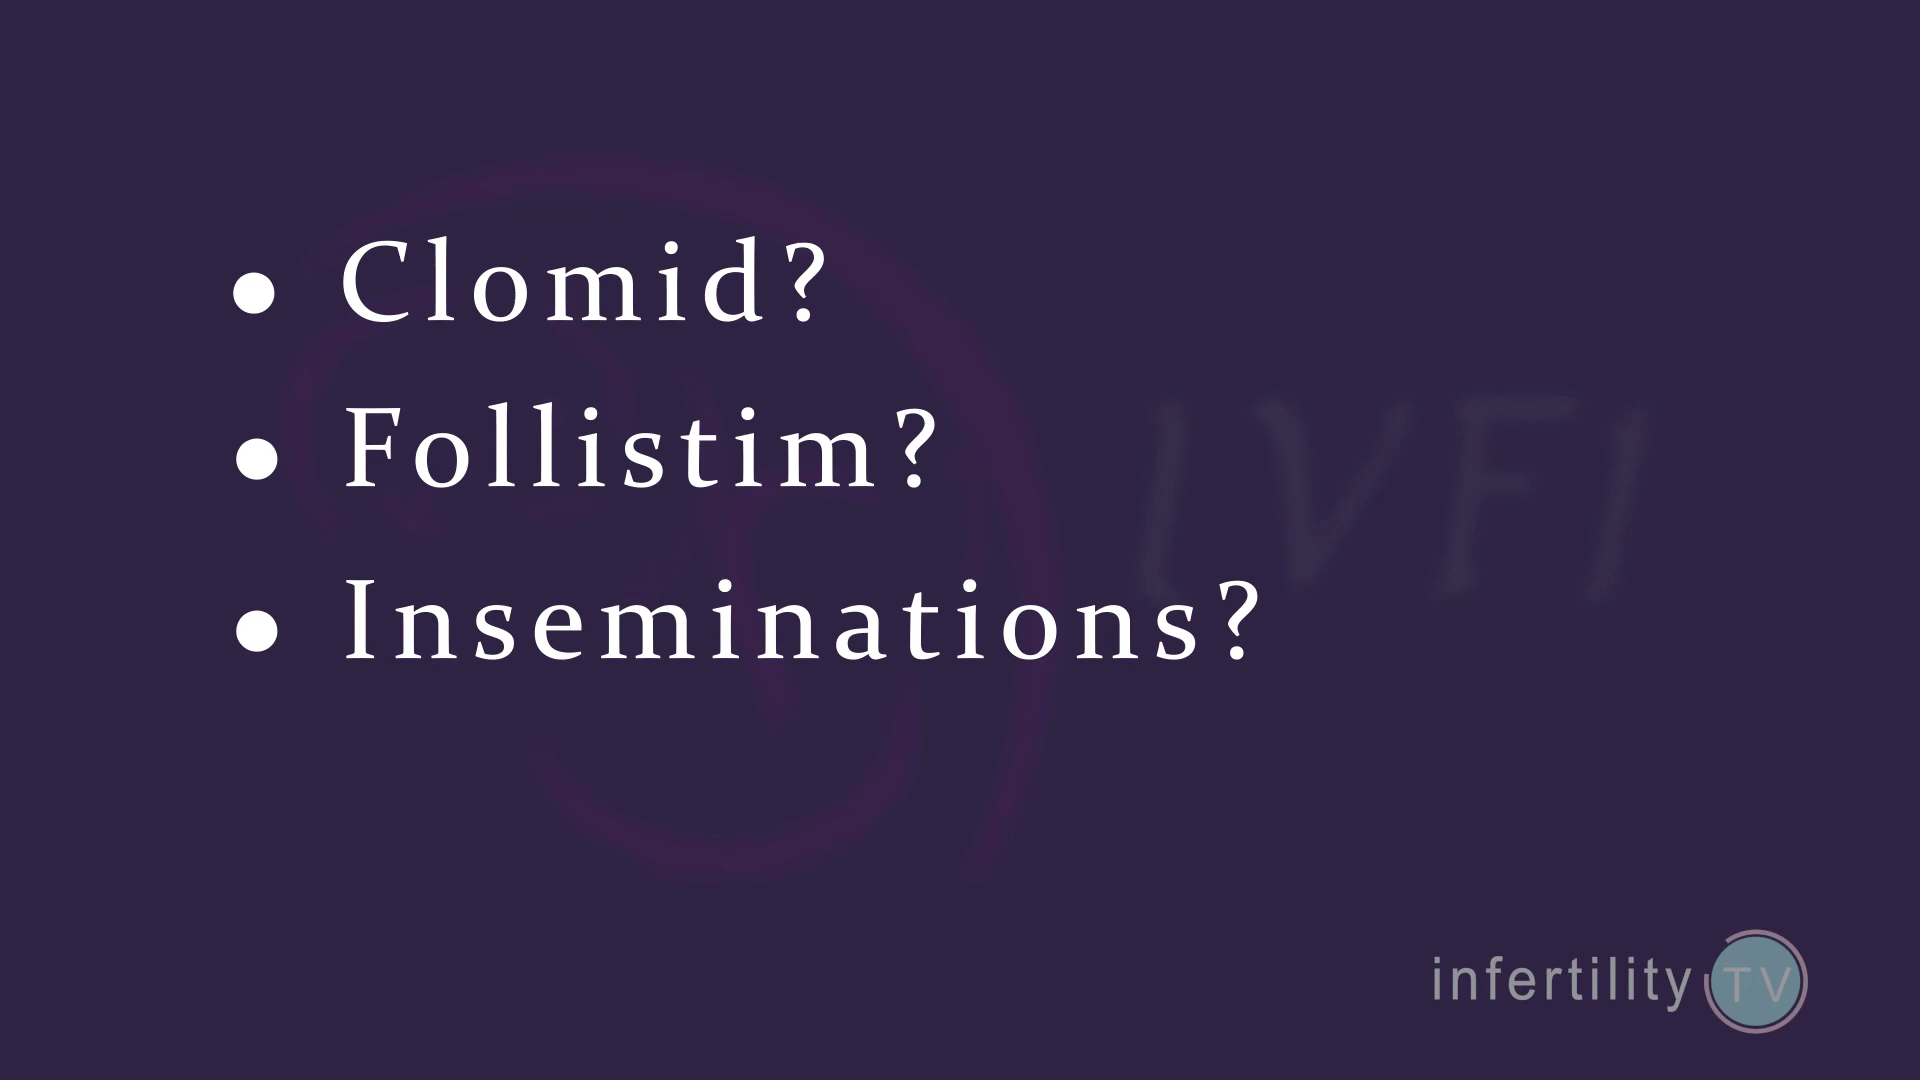 • Clomid?
• Follistim?
• Inseminations?
IVFI
infertility TV